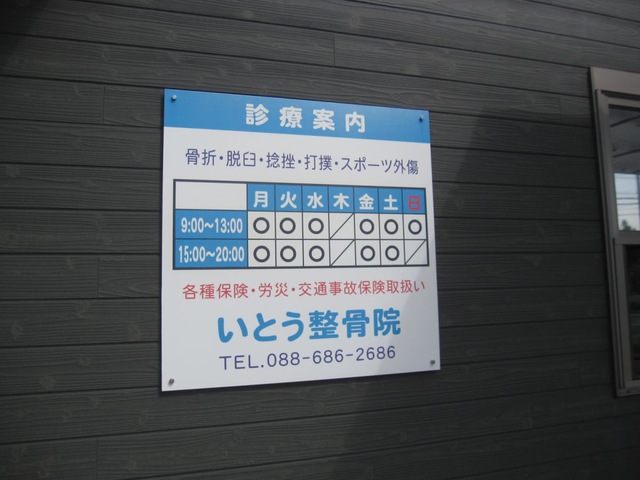 診療案内
骨折・脱臼・捻挫・打撲・スポーツ外傷
月 火 水 木 金 土 日
9:00〜13:00 ○ ○ ○ ／ ○ ○ ○
15:00〜20:00 ○ ○ ○ ／ ○ ○ ／
各種保険・労災・交通事故保険取扱い
いとう整骨院
TEL.088-686-2686